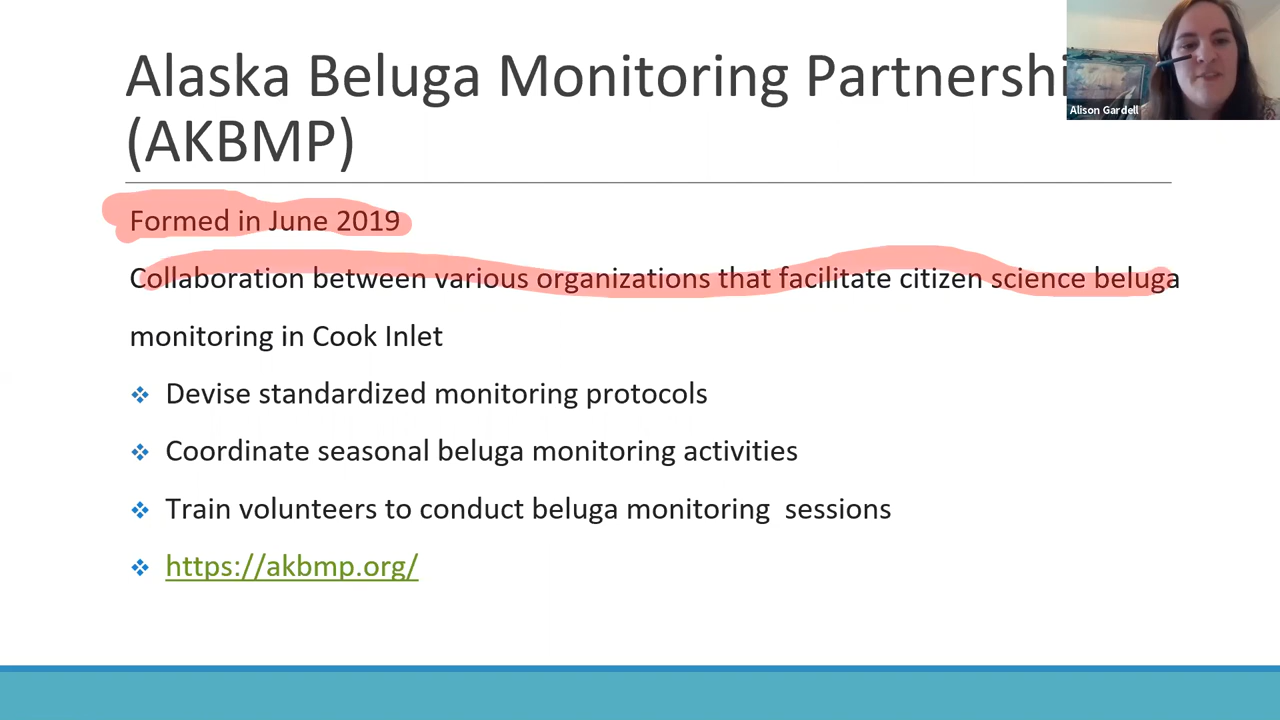 Alaska Beluga Monitoring Partnershi
(AKBMP)
Alison Gardell
Formed in June 2019
Collaboration between various organizations that facilitate citizen science beluga
monitoring in Cook Inlet
❖ Devise standardized monitoring protocols
❖ Coordinate seasonal beluga monitoring activities
❖ Train volunteers to conduct beluga monitoring  sessions
❖ https://akbmp.org/